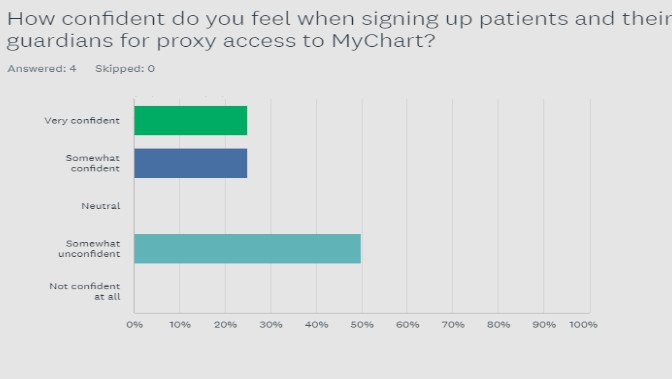 How confident do you feel when signing up patients and their
guardians for proxy access to MyChart?
Answered: 4 Skipped: 0
Very confident
Somewhat
confident
Neutral
Somewhat
unconfident
Not confident
at all
0% 10% 20% 30% 40% 50% 60% 70% 80% 90% 100%